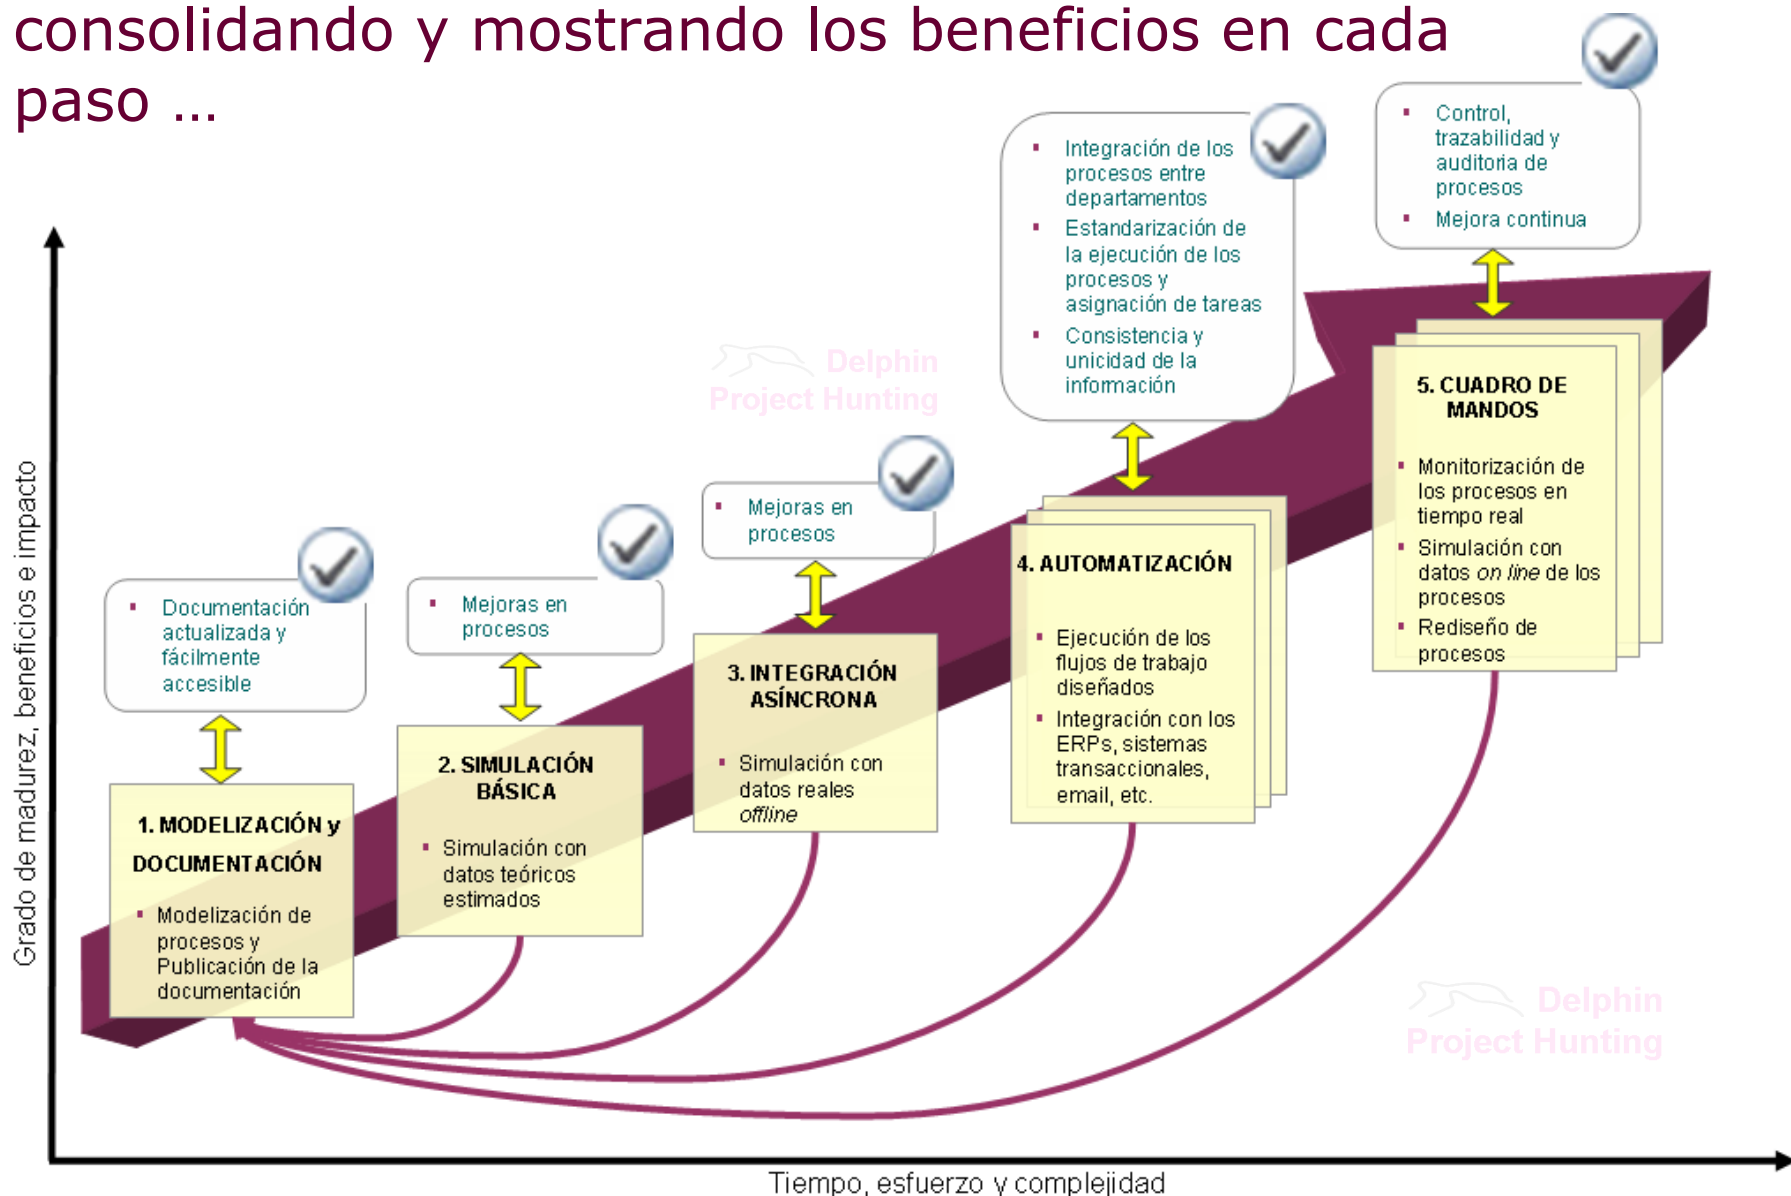 consolidando y mostrando los beneficios en cada
paso ...
Grado de madurez, beneficios e impacto
▪ Documentación
actualizada y
fácilmente
accesible
1. MODELIZACIÓN y
DOCUMENTACIÓN
▪ Modelización de
procesos y
Publicación de la
documentación
▪ Mejoras en
procesos
2. SIMULACIÓN
BÁSICA
▪ Simulación con
datos teóricos
estimados
Delphin
Project Hunting
▪ Mejoras en
procesos
3. INTEGRACIÓN
ASÍNCRONA
▪ Simulación con
datos reales
offline
▪ Integración de los
procesos entre
departamentos
▪ Estandarización de
la ejecución de los
procesos y
asignación de tareas
▪ Consistencia y
unicidad de la
información
4. AUTOMATIZACIÓN
▪ Ejecución de los
flujos de trabajo
diseñados
▪ Integración con los
ERPs, sistemas
transaccionales,
email, etc.
▪ Control,
trazabilidad y
auditoria de
procesos
▪ Mejora continua
5. CUADRO DE
MANDOS
▪ Monitorización de
los procesos en
tiempo real
▪ Simulación con
datos on line de los
procesos
▪ Rediseño de
procesos
Delphin
Project Hunting
Tiempo, esfuerzo y complejidad